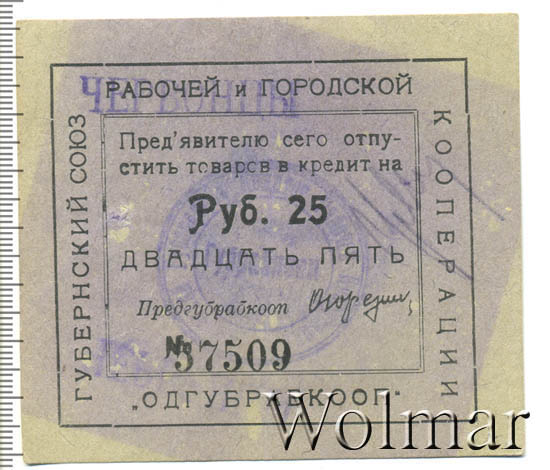 ЧЕРВОНЦЫ
ГУБЕРНСКИЙ СОЮЗ
РАБОЧЕЙ и ГОРОДСКОЙ
КООПЕРАЦИИ
Пред'явителю сего отпу-
стить товаров в кредит на
Руб. 25
ДВАДЦАТЬ ПЯТЬ
Предгубрабкооп
№ 37509
„ОДГУБРАБКООП"
Wolmar